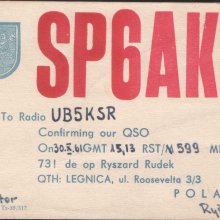 SP6AK
To Radio UB5KSR
Confirming our QSO
On 30.X.61 GMT 15,13 RST/N 599
73! de op Ryszard Rudek
QTH: LEGNICA, ul. Roosevelta 3/3
POLA